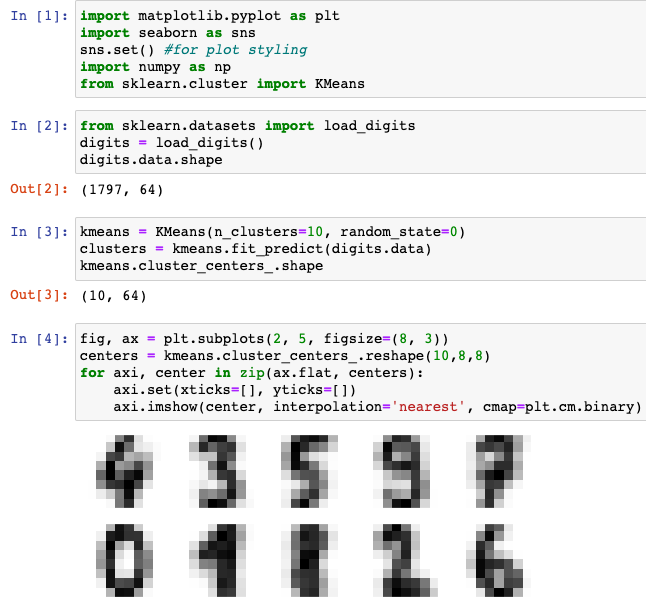 In [1]: import matplotlib.pyplot as plt
import seaborn as sns
sns.set() #for plot styling
import numpy as np
from sklearn.cluster import KMeans
In [2]: from sklearn.datasets import load_digits
digits = load_digits()
digits.data.shape
Out[2]: (1797, 64)
In [3]: kmeans = KMeans(n_clusters=10, random_state=0)
clusters = kmeans.fit_predict(digits.data)
kmeans.cluster_centers_.shape
Out[3]: (10, 64)
In [4]: fig, ax = plt.subplots(2, 5, figsize=(8, 3))
centers = kmeans.cluster_centers_.reshape(10,8,8)
for axi, center in zip(ax.flat, centers):
    axi.set(xticks=[], yticks=[])
    axi.imshow(center, interpolation='nearest', cmap=plt.cm.binary)